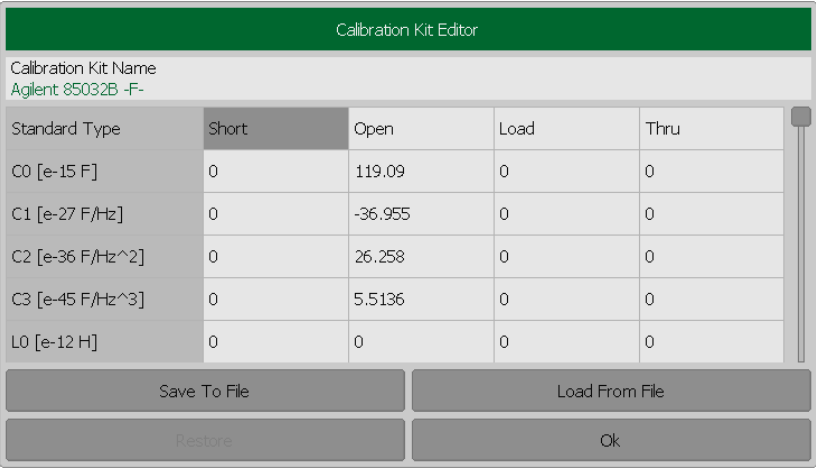 Calibration Kit Editor
Calibration Kit Name
Agilent 85032B -F-
Standard Type Short Open Load Thru
C0 [e-15 F] 0 119.09 0 0
C1 [e-27 F/Hz] 0 -36.955 0 0
C2 [e-36 F/Hz^2] 0 26.258 0 0
C3 [e-45 F/Hz^3] 0 5.5136 0 0
L0 [e-12 H] 0 0 0 0
Save To File Load From File
Restore Ok